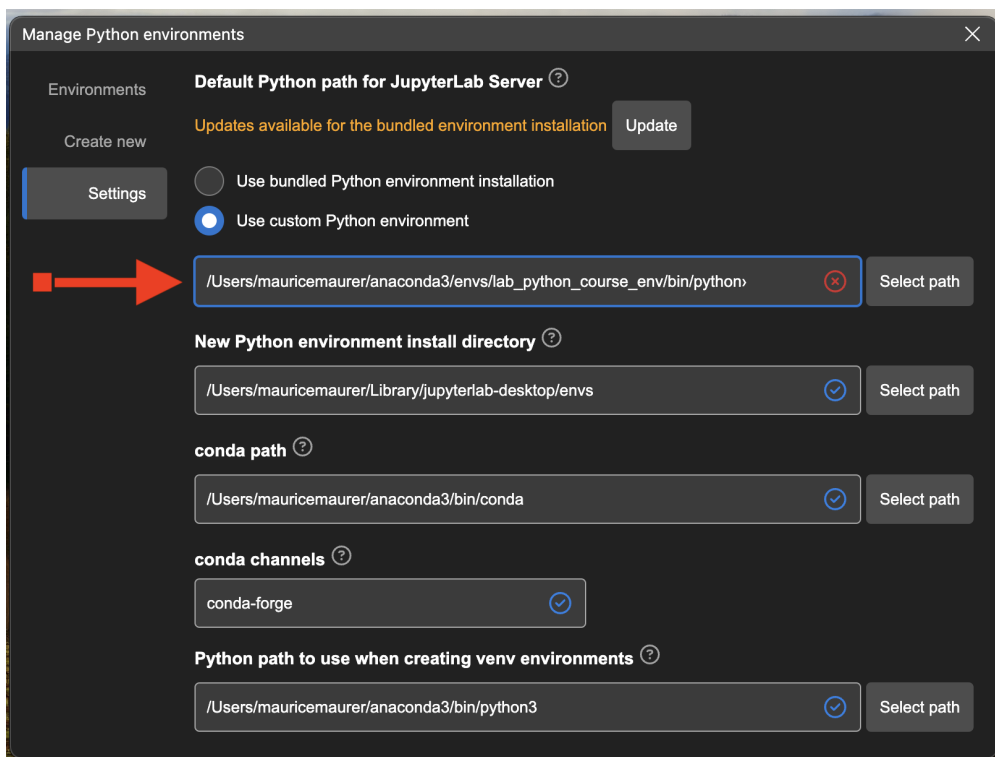 Manage Python environments
Environments
Create new
Settings
Default Python path for JupyterLab Server ?
Updates available for the bundled environment installation Update
Use bundled Python environment installation
Use custom Python environment
/Users/mauricemaurer/anaconda3/envs/lab_python_course_env/bin/python› Select path
New Python environment install directory ?
/Users/mauricemaurer/Library/jupyterlab-desktop/envs Select path
conda path ?
/Users/mauricemaurer/anaconda3/bin/conda Select path
conda channels ?
conda-forge
Python path to use when creating venv environments ?
/Users/mauricemaurer/anaconda3/bin/python3 Select path